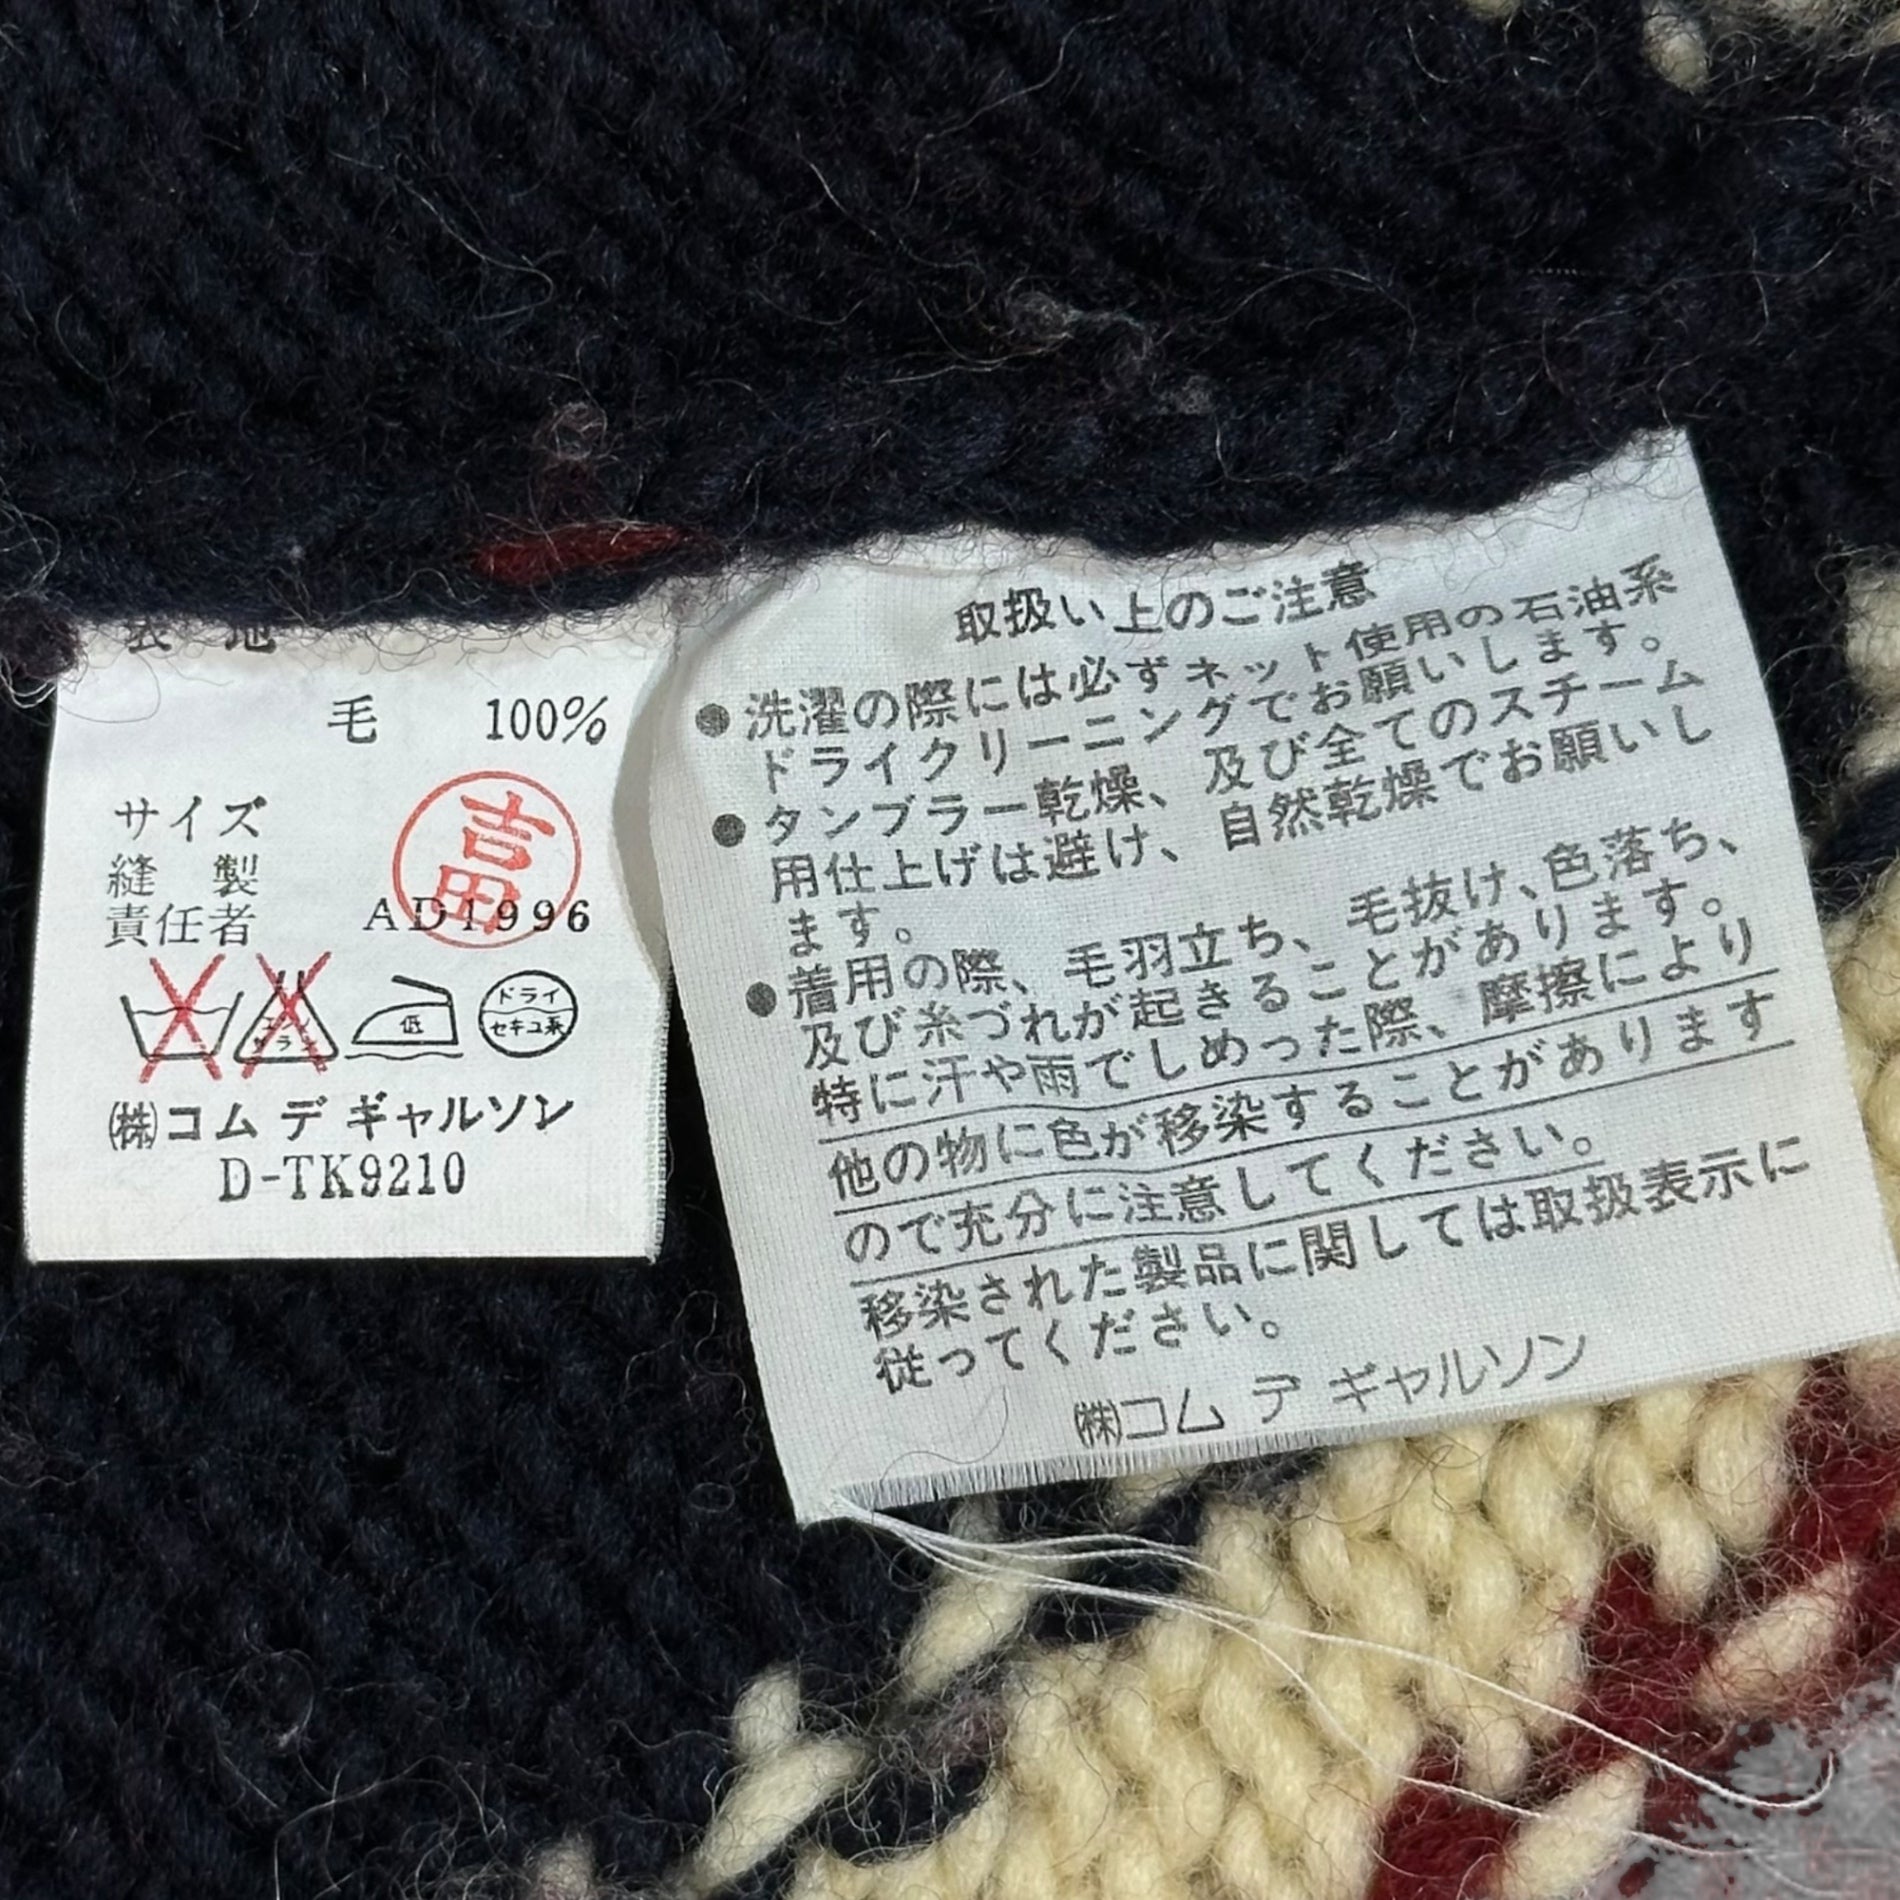 表 地
毛 100%
サイズ
縫 製
責任者
吉田
AD1996
エンソ
サラシ
低
ドライ
セキユ系
㈱コム デ ギャルソン
D-TK9210
取扱い上のご注意
●洗濯の際には必ずネット使用の石油系
ドライクリーニングでお願いします。
●タンブラー乾燥、及び全てのスチーム
用仕上げは避け、自然乾燥でお願いし
ます。
●着用の際、毛羽立ち、毛抜け、色落ち、
及び糸づれが起きることがあります。
特に汗や雨でしめった際、摩擦により
他の物に色が移染することがあります
ので充分に注意してください。
移染された製品に関しては取扱表示に
従ってください。
㈱コム デ ギャルソン